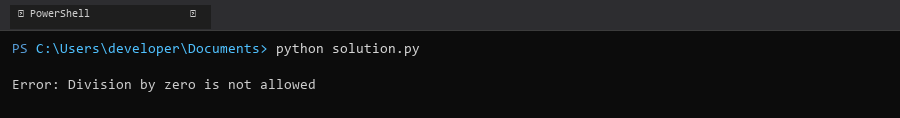 PowerShell
PS C:\Users\developer\Documents> python solution.py
Error: Division by zero is not allowed